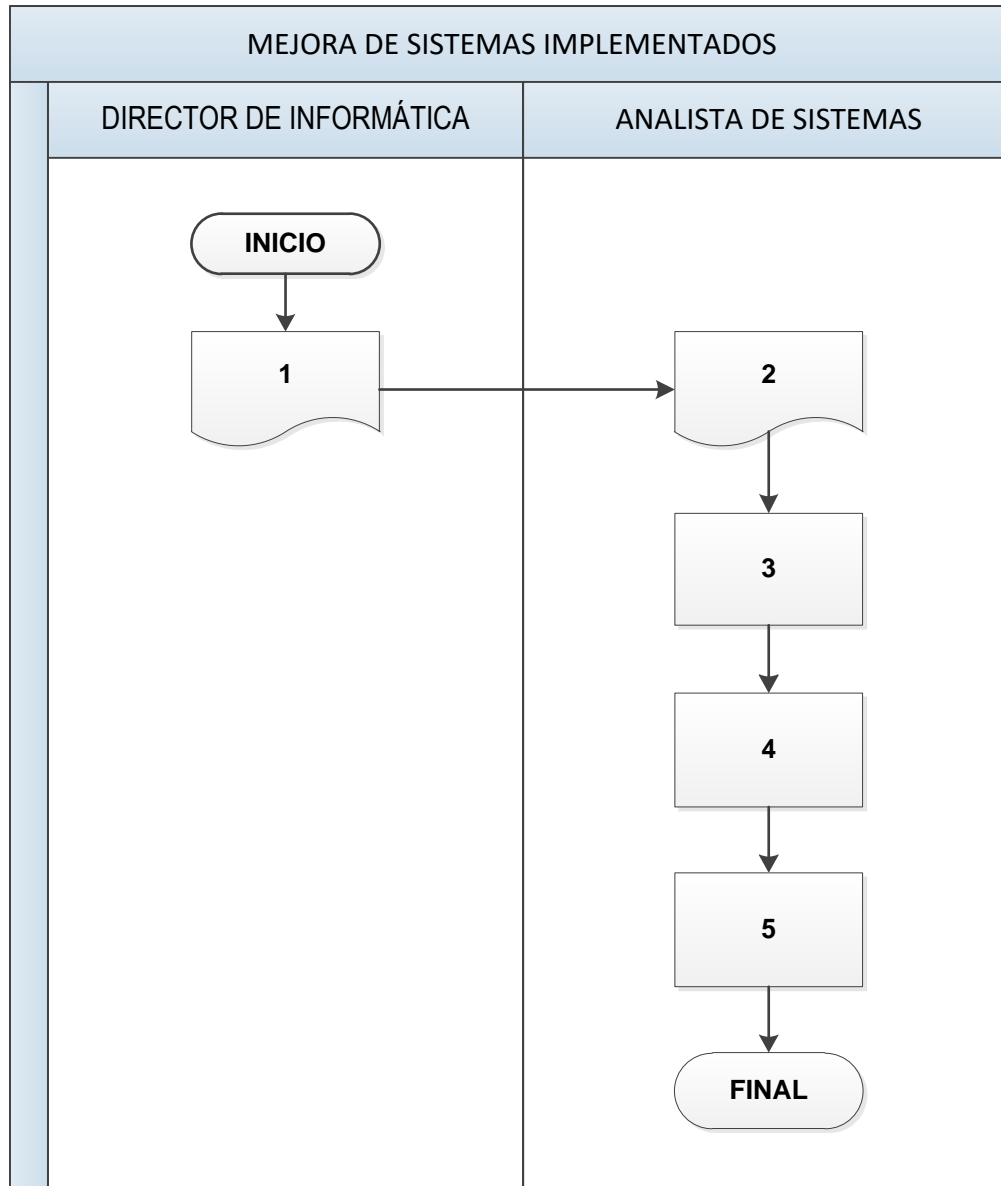 MEJORA DE SISTEMAS IMPLEMENTADOS
DIRECTOR DE INFORMÁTICA
ANALISTA DE SISTEMAS
INICIO
1
2
3
4
5
FINAL